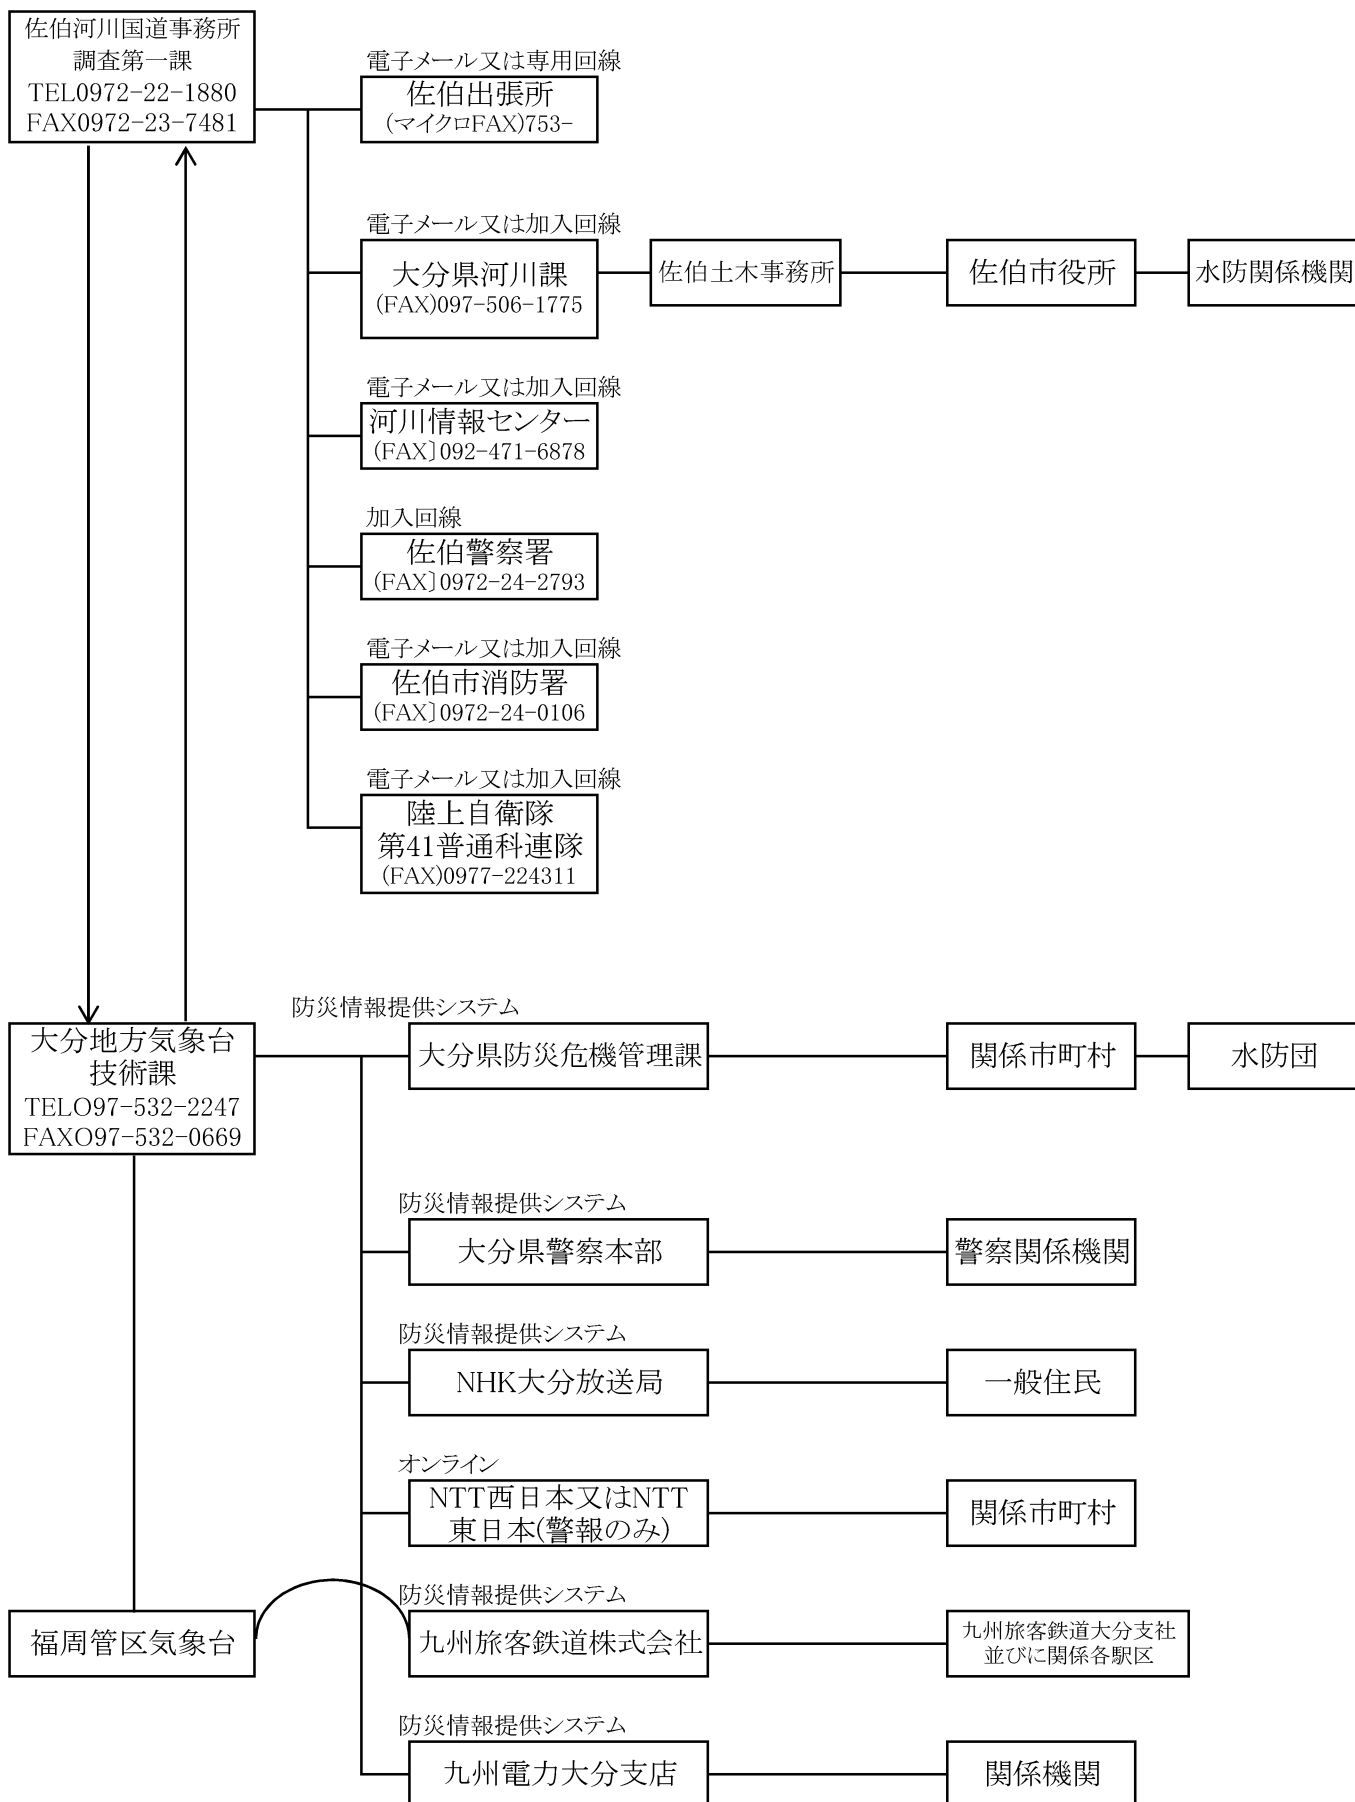 佐伯河川国道事務所
調査第一課
TEL0972-22-1880
FAX0972-23-7481
電子メール又は専用回線
佐伯出張所
(マイクロFAX)753-
電子メール又は加入回線
大分県河川課
(FAX)097-506-1775
佐伯土木事務所
佐伯市役所
水防関係機関
電子メール又は加入回線
河川情報センター
(FAX〕092-471-6878
加入回線
佐伯警察署
(FAX〕0972-24-2793
電子メール又は加入回線
佐伯市消防署
(FAX〕0972-24-0106
電子メール又は加入回線
陸上自衛隊
第41普通科連隊
(FAX)0977-224311
大分地方気象台
技術課
TELO97-532-2247
FAXO97-532-0669
防災情報提供システム
大分県防災危機管理課
関係市町村
水防団
防災情報提供システム
大分県警察本部
警察関係機関
防災情報提供システム
NHK大分放送局
一般住民
オンライン
NTT西日本又はNTT
東日本(警報のみ)
関係市町村
福周管区気象台
防災情報提供システム
九州旅客鉄道株式会社
九州旅客鉄道大分支社
並びに関係各駅区
防災情報提供システム
九州電力大分支店
関係機関